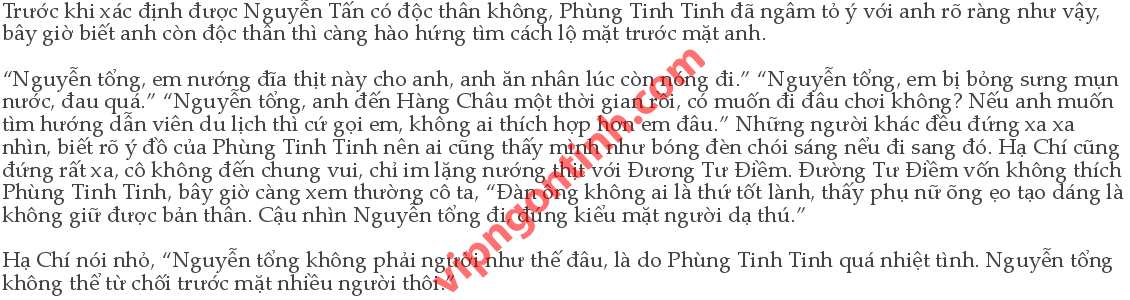 Trước khi xác định được Nguyễn Tấn có độc thân không, Phùng Tinh Tinh đã ngâm tỏ ý với anh rõ ràng như vậy,
bây giờ biết anh còn độc thân thì càng hào hứng tìm cách lộ mặt trước mặt anh.
“Nguyễn tổng, em nướng đĩa thịt này cho anh, anh ăn nhân lúc còn nóng đi.” “Nguyễn tổng, em bị bỏng sưng mụn
nước, đau quá.” “Nguyễn tổng, anh đến Hàng Châu một thời gian rồi, có muốn đi đâu chơi không? Nếu anh muốn
tìm hướng dẫn viên du lịch thì cứ gọi em, không ai thích hợp hơn em đâu.” Những người khác đều đứng xa xa
nhìn, biết rõ ý đồ của Phùng Tinh Tinh nên ai cũng thấy mình như bóng đèn chói sáng nếu đi sang đó. Hạ Chí cũng
đứng rất xa, cô không đến chung vui, chỉ im lặng nướng thịt với Đương Tư Điềm. Đường Tư Điềm vốn không thích
Phùng Tinh Tinh, bây giờ càng xem thường cô ta, “Đàn ông không ai là thứ tốt lành, thấy phụ nữ õng ẹo tạo dáng là
không giữ được bản thân. Cậu nhìn Nguyễn tổng đi, đúng kiểu mặt người dạ thú.”
Hạ Chí nói nhỏ, “Nguyễn tổng không phải người như thế đâu, là do Phùng Tinh Tinh quá nhiệt tình. Nguyễn tổng
không thể từ chối trước mặt nhiều người thôi.”
vipngontinh.com